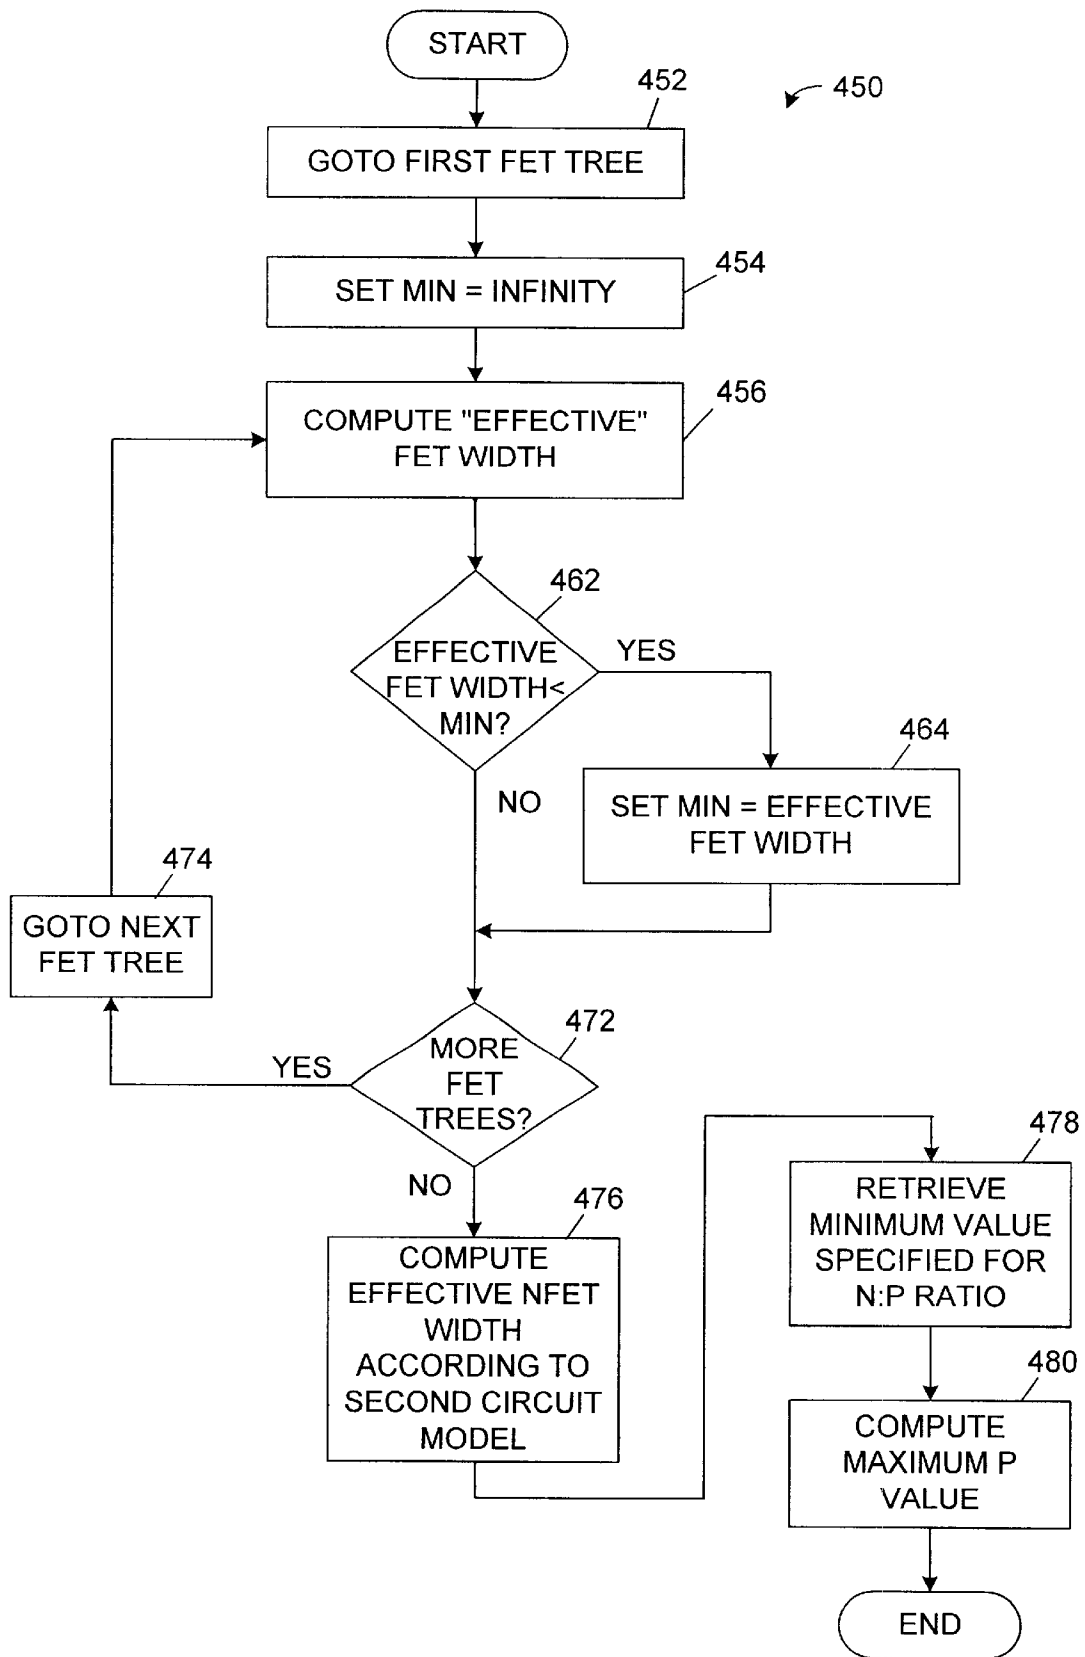 START
450
452
GOTO FIRST FET TREE
454
SET MIN = INFINITY
456
COMPUTE "EFFECTIVE"
FET WIDTH
462
EFFECTIVE
FET WIDTH<
MIN?
YES
NO
464
SET MIN = EFFECTIVE
FET WIDTH
474
GOTO NEXT
FET TREE
472
MORE
FET
TREES?
YES
NO
476
COMPUTE
EFFECTIVE NFET
WIDTH
ACCORDING TO
SECOND CIRCUIT
MODEL
478
RETRIEVE
MINIMUM VALUE
SPECIFIED FOR
N:P RATIO
480
COMPUTE
MAXIMUM P
VALUE
END